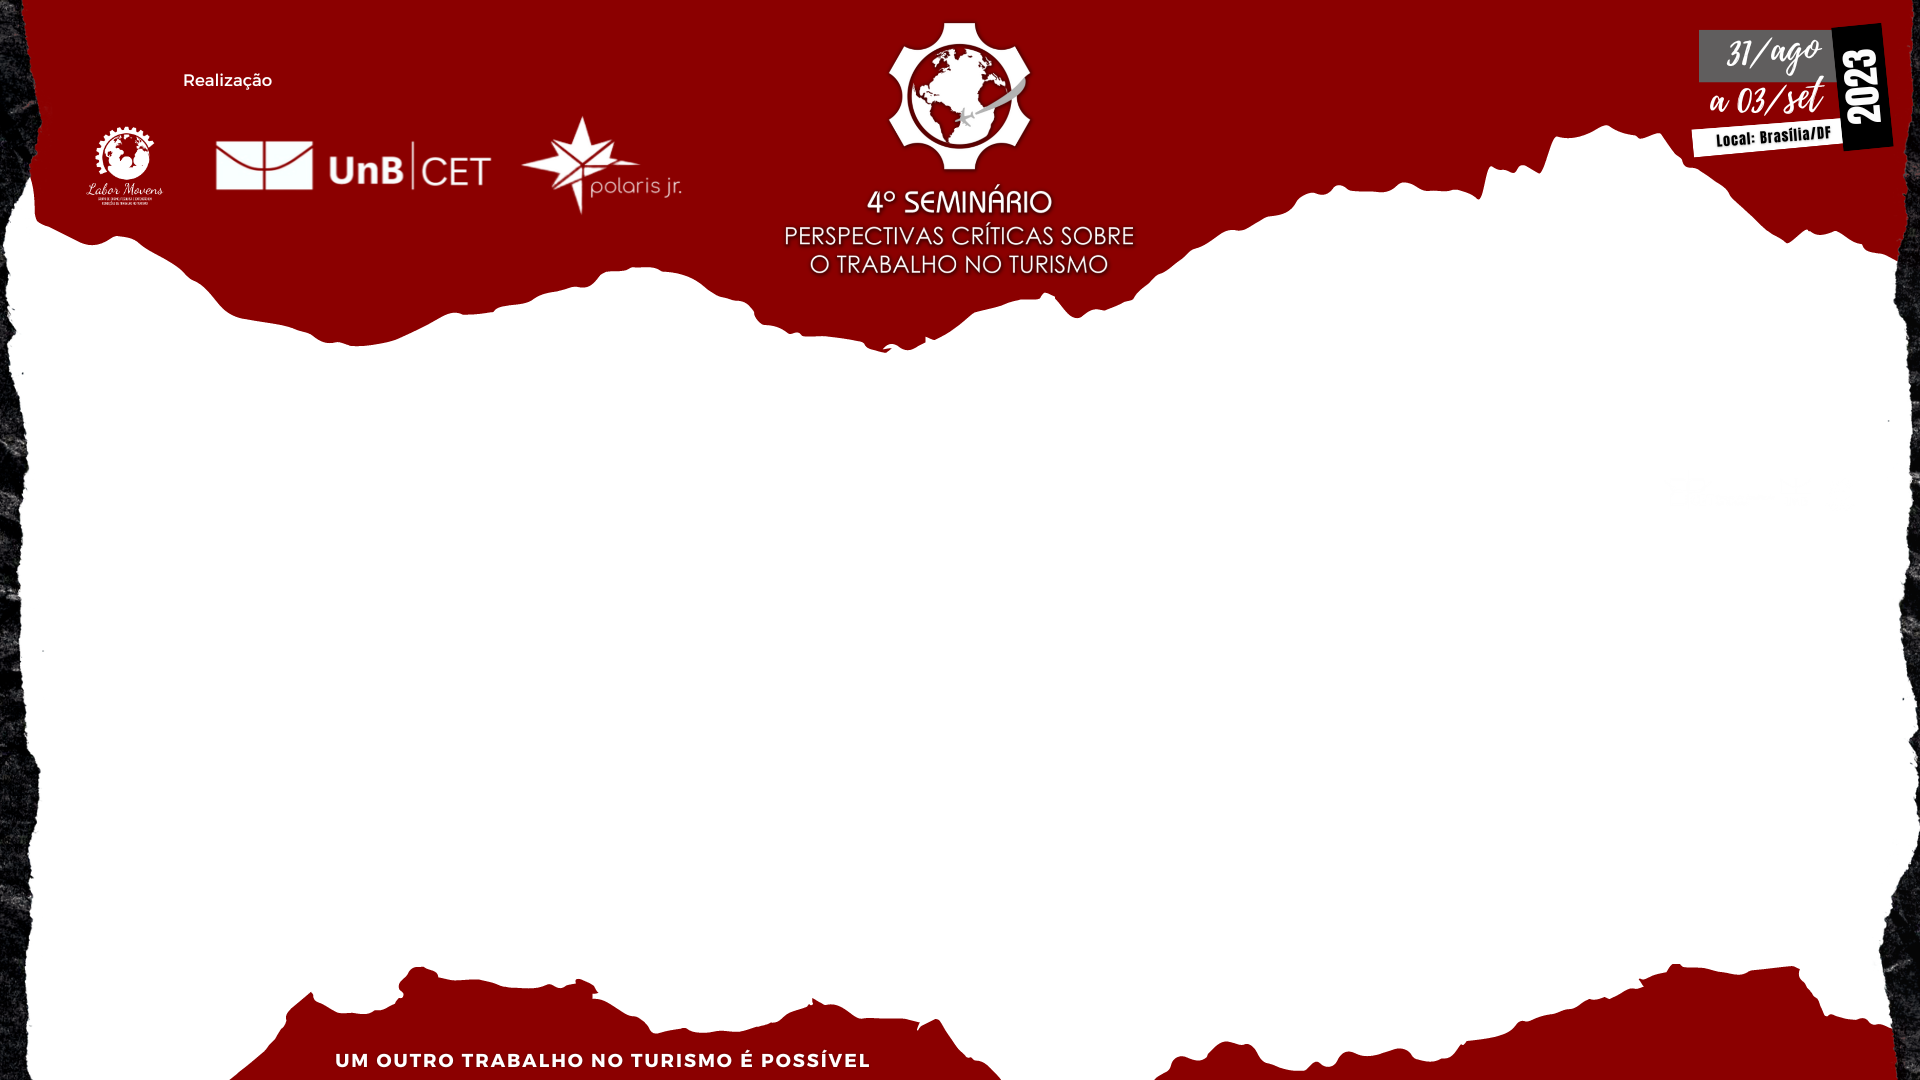 Realização
Labor Movens
UnB|CET
polaris jr.
4º SEMINÁRIO
PERSPECTIVAS CRÍTICAS SOBRE
O TRABALHO NO TURISMO
31/ago
a 03/set
2023
Local: Brasília/DF
UM OUTRO TRABALHO NO TURISMO É POSSÍVEL